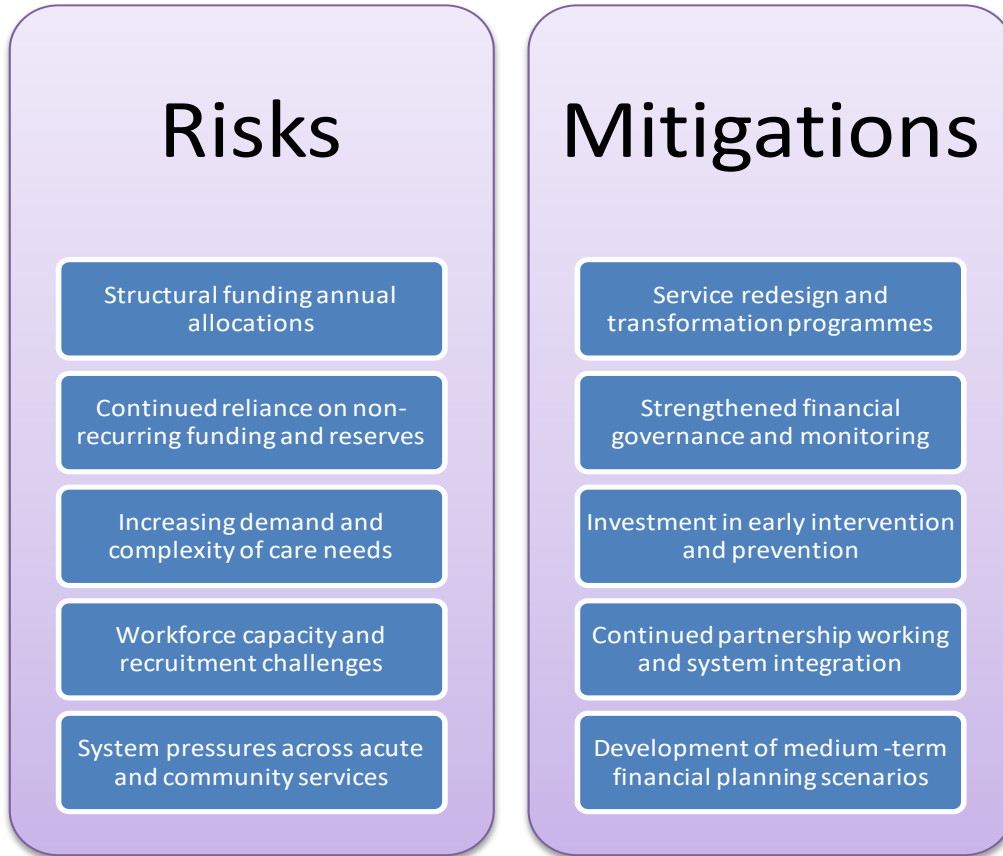 Risks
Structural funding annual
allocations
Continued reliance on non-
recurring funding and reserves
Increasing demand and
complexity of care needs
Workforce capacity and
recruitment challenges
System pressures across acute
and community services
Mitigations
Service redesign and
transformation programmes
Strengthened financial
governance and monitoring
Investment in early intervention
and prevention
Continued partnership working
and system integration
Development of medium -term
financial planning scenarios